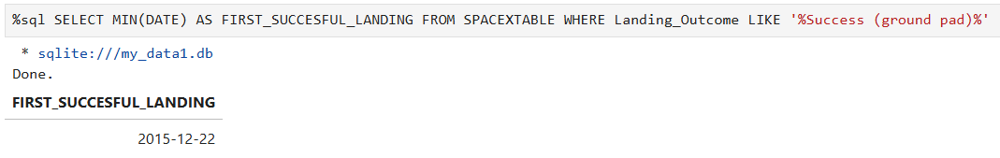 %sql SELECT MIN(DATE) AS FIRST_SUCCESFUL_LANDING FROM SPACEXTABLE WHERE Landing_Outcome LIKE '%Success (ground pad)%'
* sqlite:///my_data1.db
Done.
FIRST_SUCCESFUL_LANDING
2015-12-22